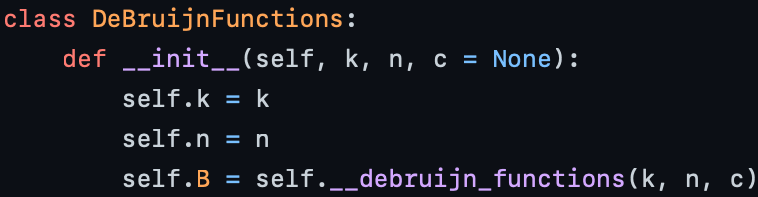 class DeBruijnFunctions:
    def __init__(self, k, n, c = None):
        self.k = k
        self.n = n
        self.B = self.__debruijn_functions(k, n, c)